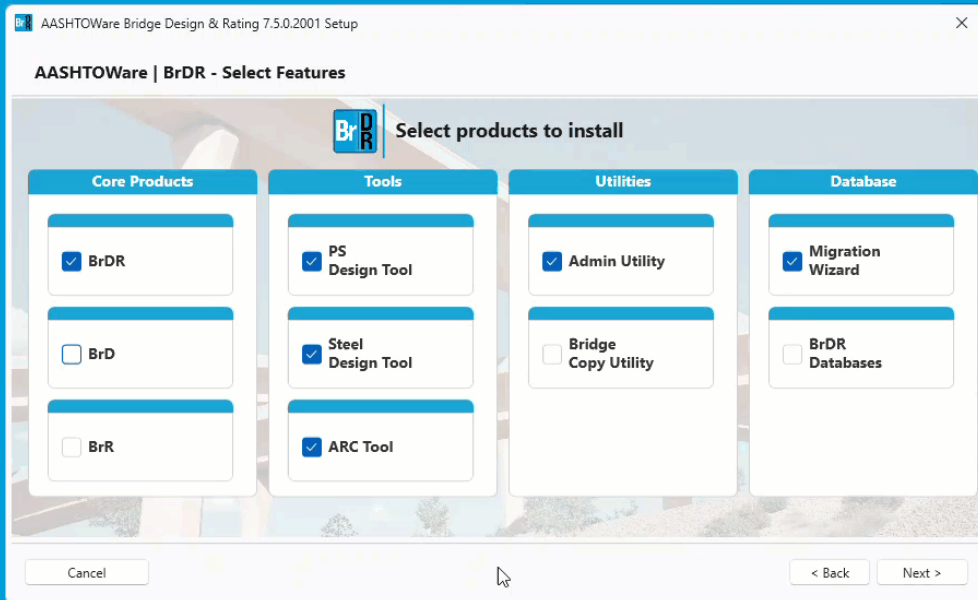 BrDR AASHTOWare Bridge Design & Rating 7.5.0.2001 Setup
AASHTOWare | BrDR - Select Features
BrDR Select products to install
Core Products
BrDR
BrD
BrR
Tools
PS
Design Tool
Steel
Design Tool
ARC Tool
Utilities
Admin Utility
Bridge
Copy Utility
Database
Migration
Wizard
BrDR
Databases
Cancel
< Back
Next >